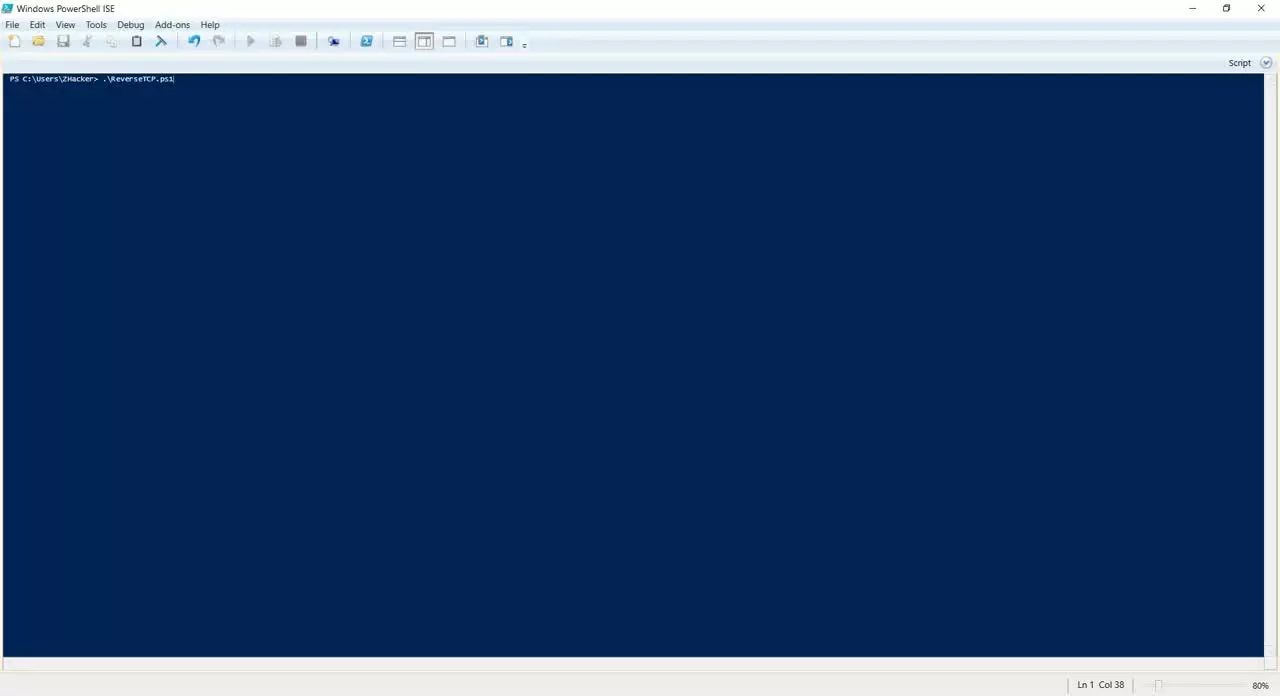 Windows PowerShell ISE
File Edit View Tools Debug Add-ons Help
Script
PS C:\Users\ZHacker> .\ReverseTCP.ps1
Ln 1 Col 38
80%